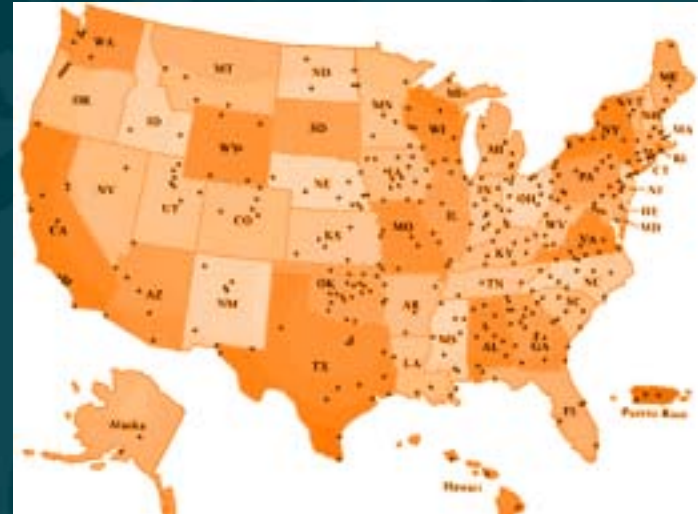 WA
MT
ND
MN
OR
ID
SD
WI
MI
WY
NE
IA
NV
UT
CO
KS
MO
IL
IN
OH
PA
NY
VT
NH
ME
MA
RI
CT
NJ
DE
MD
WV
VA
KY
CA
AZ
NM
OK
AR
TN
NC
SC
MS
AL
GA
TX
LA
FL
Alaska
Hawaii
Puerto Rico